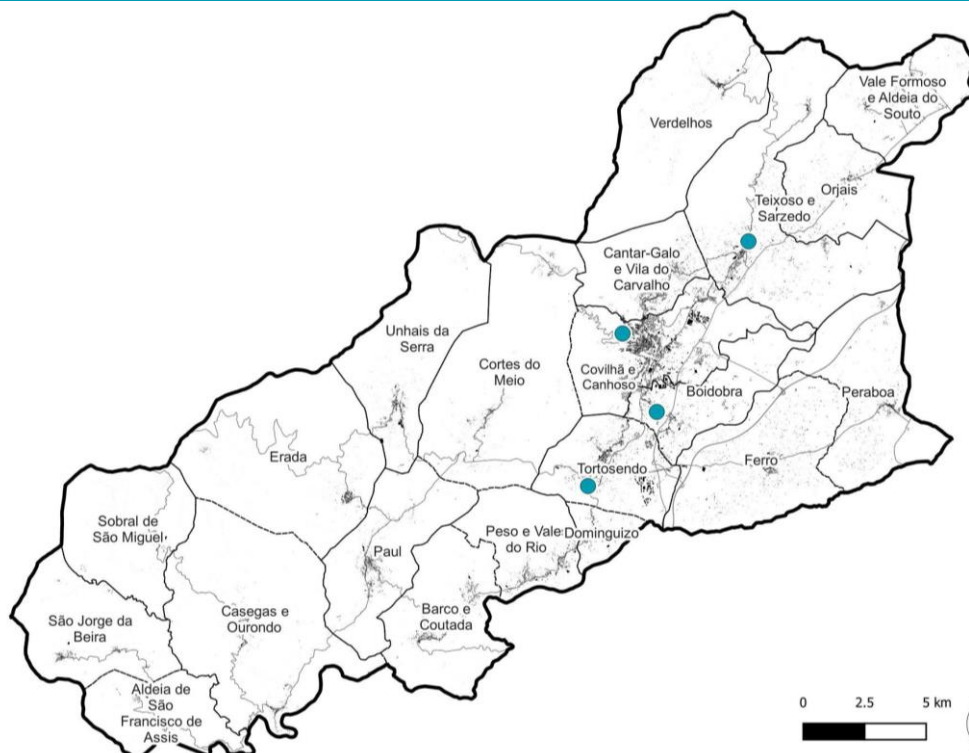 Verdelhos
Vale Formoso
e Aldeia do
Souto
Orjais
Teixoso e
Sarzedo
Cantar-Galo
e Vila do
Carvalho
Unhais da
Serra
Cortes do
Meio
Covilhã e
Canhoso
Boidobra
Peraboa
Erada
Tortosendo
Ferro
Sobral de
São Miguel
Paul
Peso e Vale
do Rio
Dominguizo
São Jorge da
Beira
Casegas e
Ourondo
Barco e
Coutada
Aldeia de
São
Francisco de
Assis
0 2.5 5 km